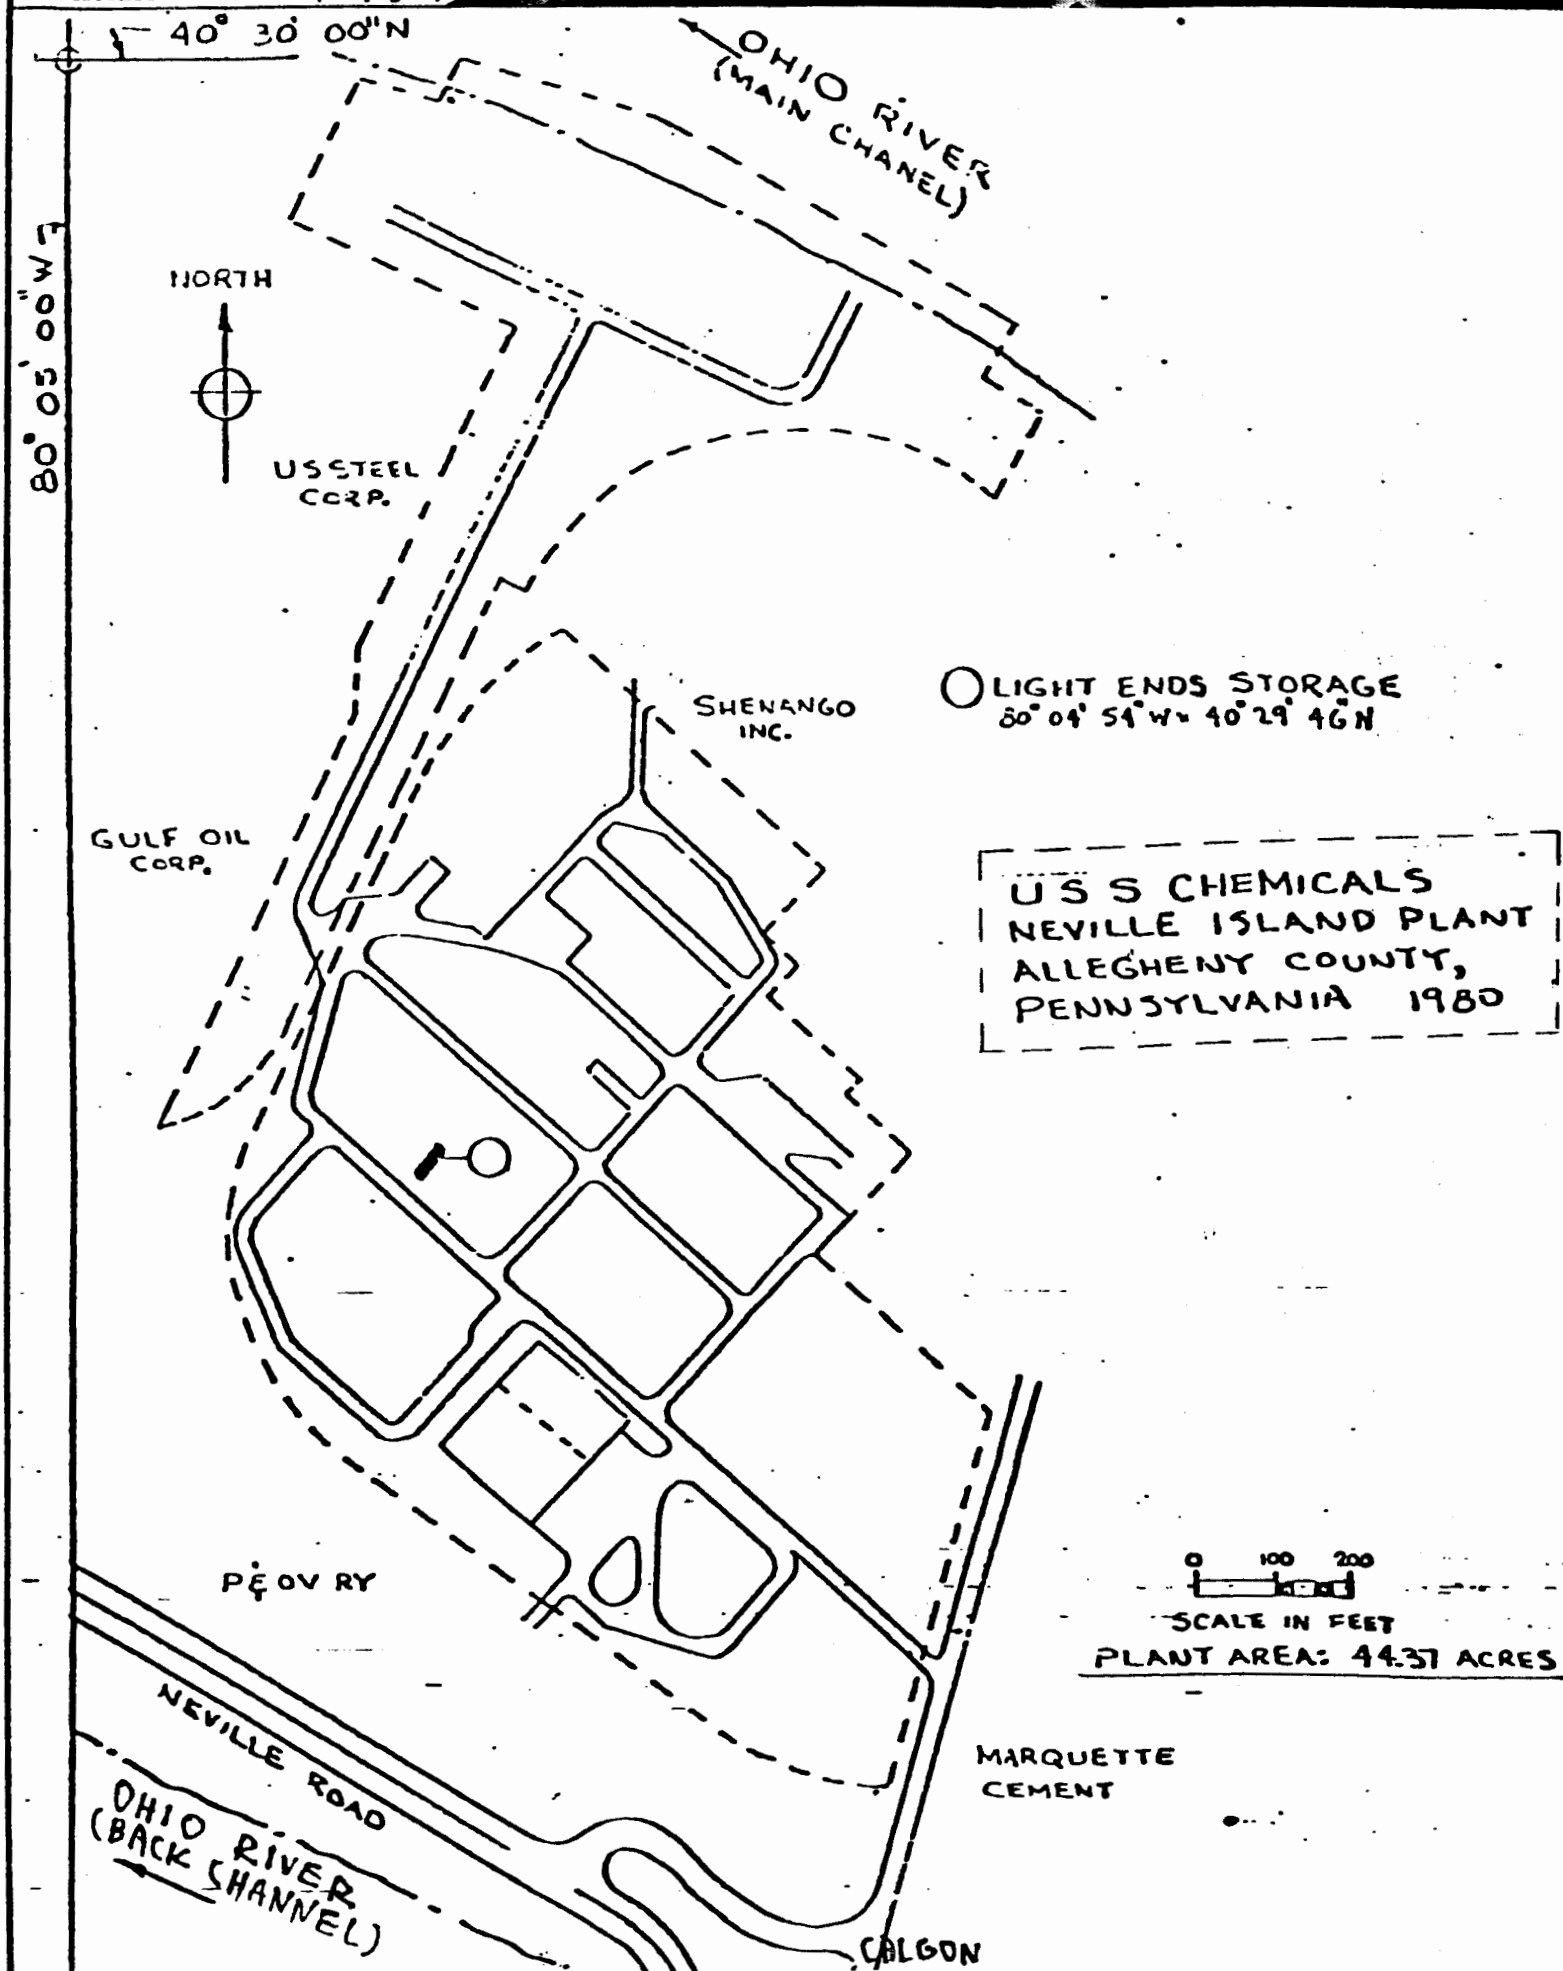 40° 30' 00"N
OHIO RIVER
(MAIN CHANEL)
80° 05' 00"W
NORTH
US STEEL
CORP.
SHENANGO
INC.
LIGHT ENDS STORAGE
80° 04' 54"W 40° 29' 46"N
GULF OIL
CORP.
USS CHEMICALS
NEVILLE ISLAND PLANT
ALLEGHENY COUNTY,
PENNSYLVANIA 1980
P&OV RY
0 100 200
SCALE IN FEET
PLANT AREA: 44.37 ACRES
NEVILLE ROAD
MARQUETTE
CEMENT
OHIO RIVER
(BACK CHANNEL)
CALGON